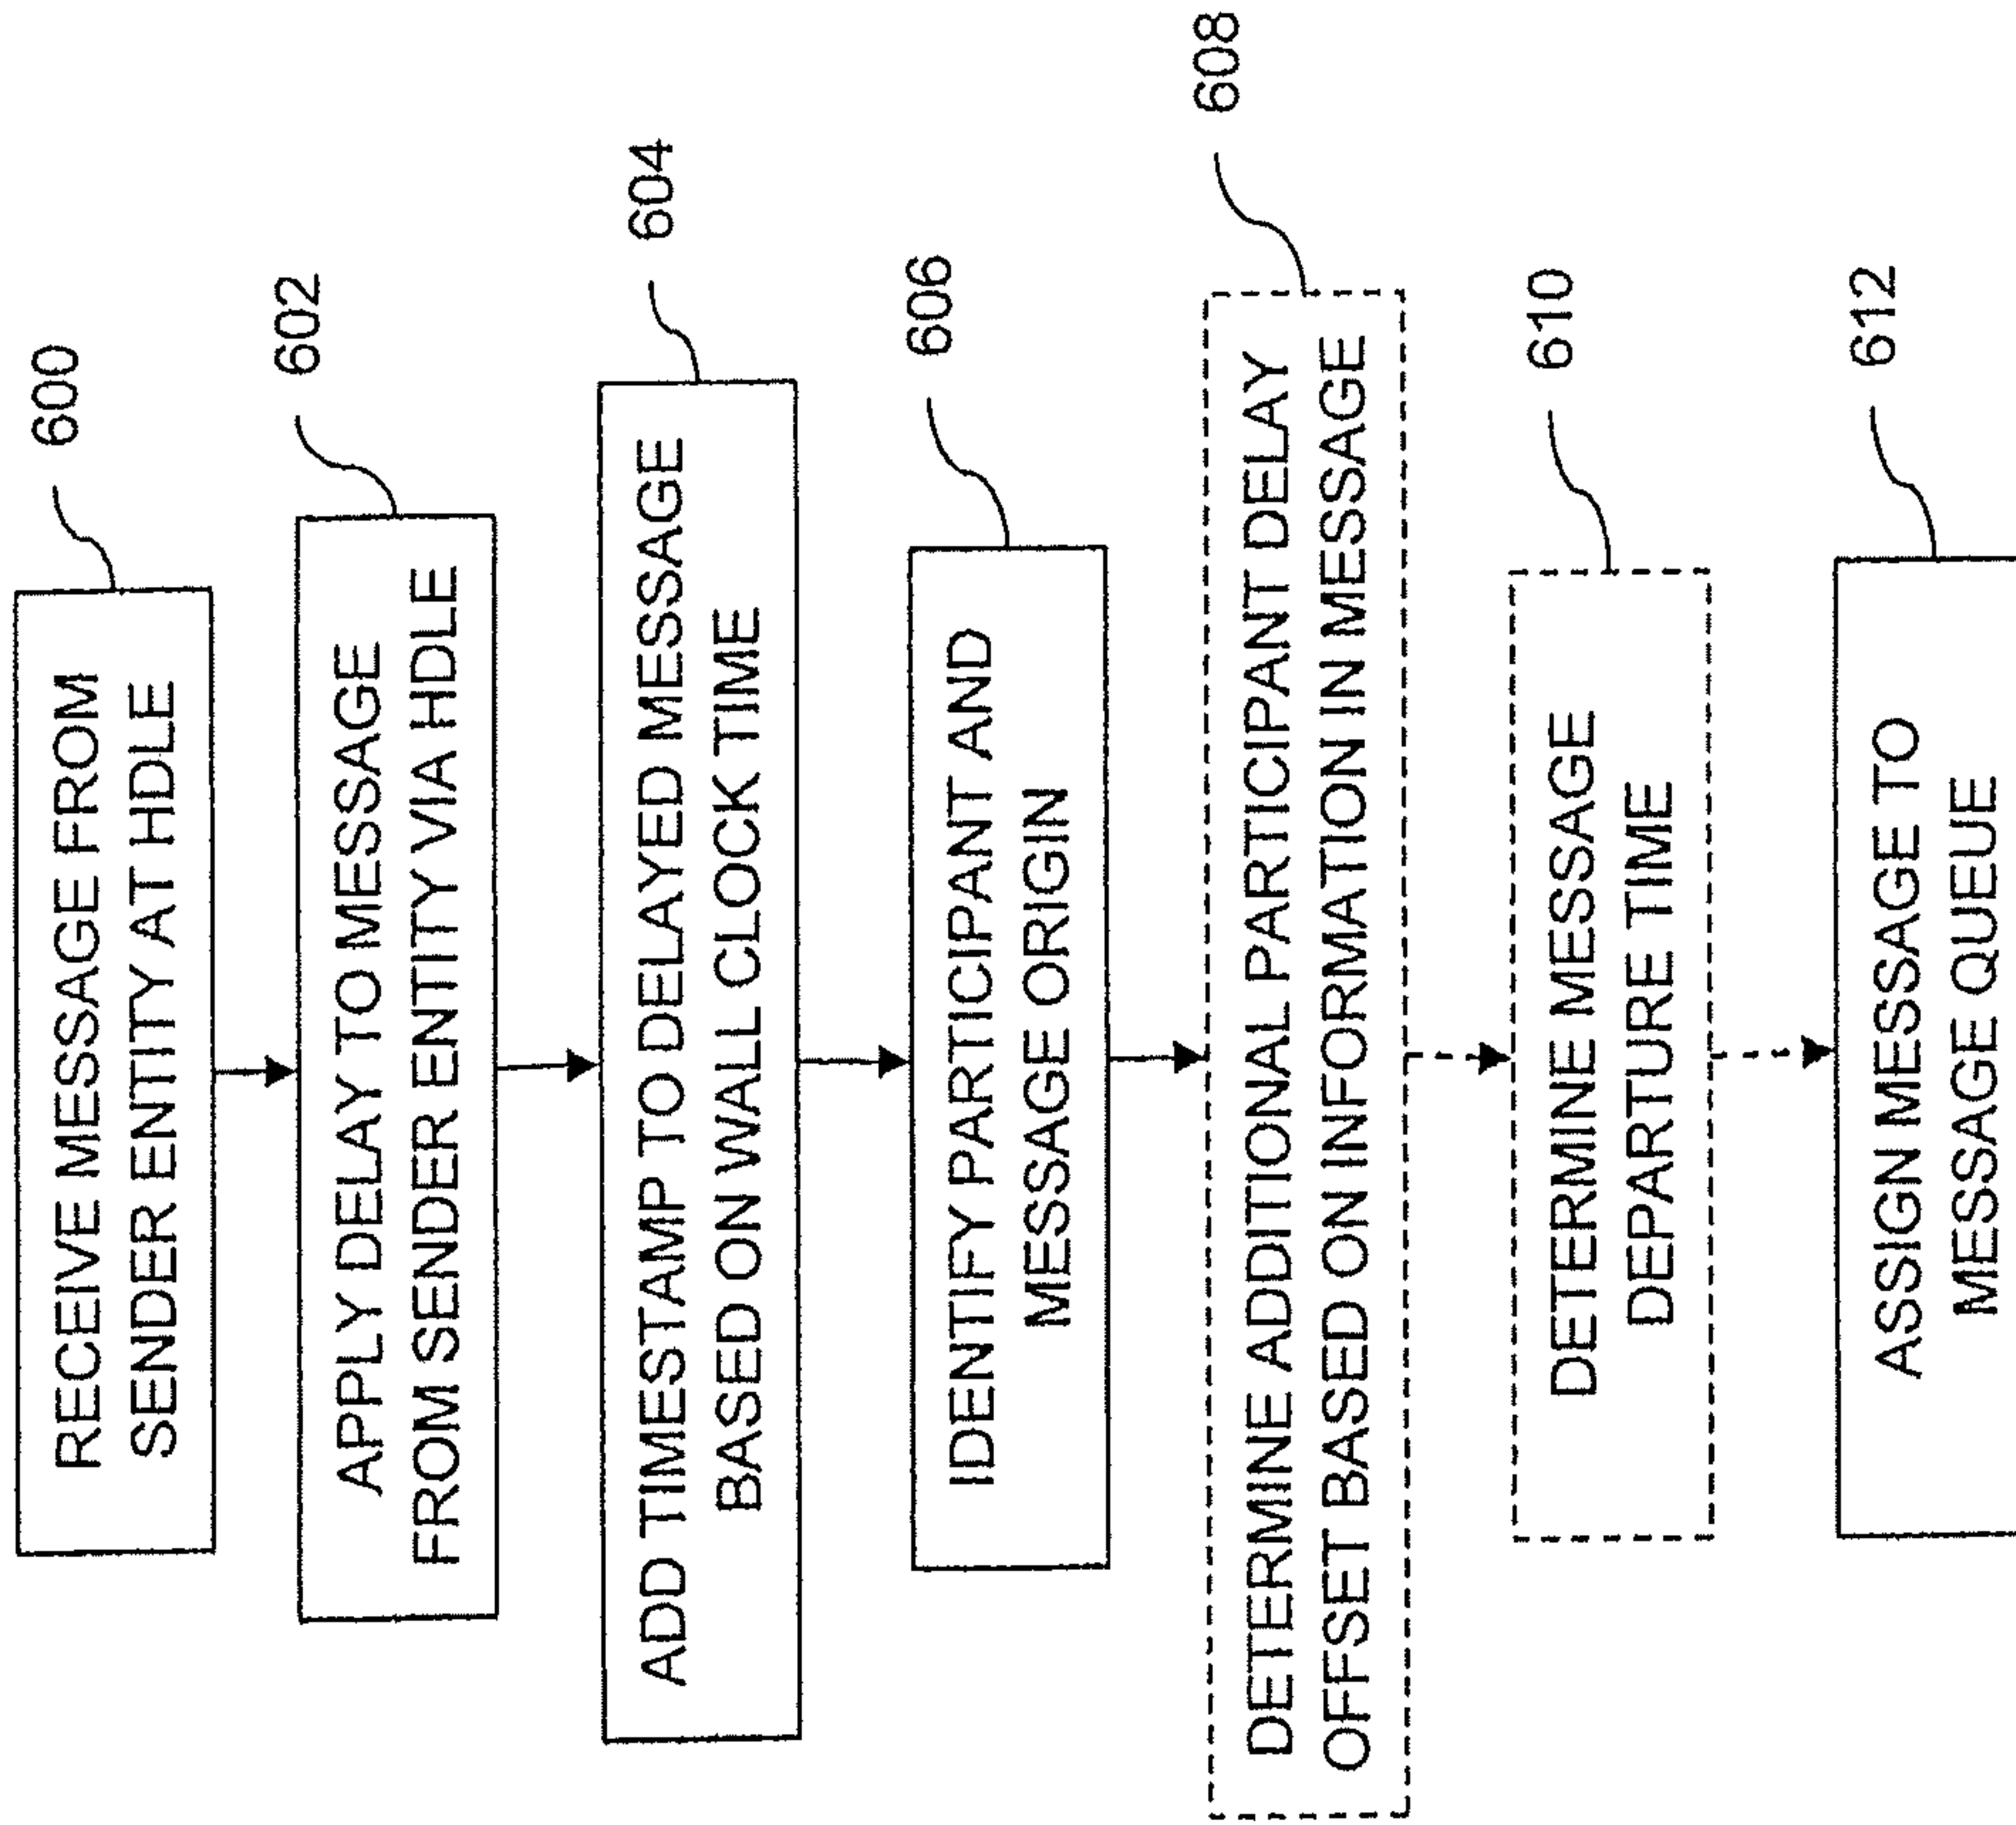 600
RECEIVE MESSAGE FROM
SENDER ENTITY AT HDLE
602
APPLY DELAY TO MESSAGE
FROM SENDER ENTITY VIA HDLE
604
ADD TIMESTAMP TO DELAYED MESSAGE
BASED ON WALL CLOCK TIME
606
IDENTIFY PARTICIPANT AND
MESSAGE ORIGIN
608
DETERMINE ADDITIONAL PARTICIPANT DELAY
OFFSET BASED ON INFORMATION IN MESSAGE
610
DETERMINE MESSAGE
DEPARTURE TIME
612
ASSIGN MESSAGE TO
MESSAGE QUEUE